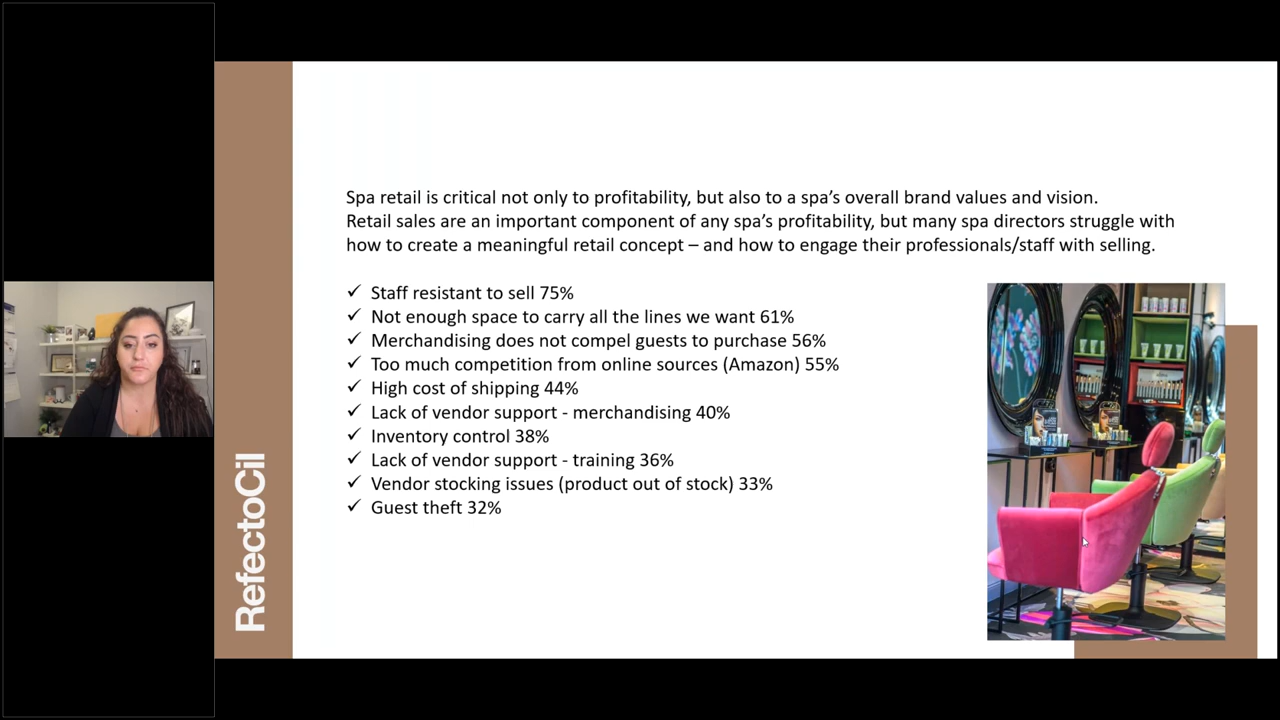 Spa retail is critical not only to profitability, but also to a spa’s overall brand values and vision.
Retail sales are an important component of any spa’s profitability, but many spa directors struggle with
how to create a meaningful retail concept – and how to engage their professionals/staff with selling.
✓ Staff resistant to sell 75%
✓ Not enough space to carry all the lines we want 61%
✓ Merchandising does not compel guests to purchase 56%
✓ Too much competition from online sources (Amazon) 55%
✓ High cost of shipping 44%
✓ Lack of vendor support - merchandising 40%
✓ Inventory control 38%
✓ Lack of vendor support - training 36%
✓ Vendor stocking issues (product out of stock) 33%
✓ Guest theft 32%
RefectoCil